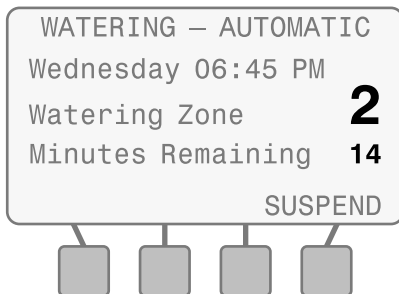 WATERING – AUTOMATIC
Wednesday 06:45 PM
Watering Zone 2
Minutes Remaining 14
SUSPEND